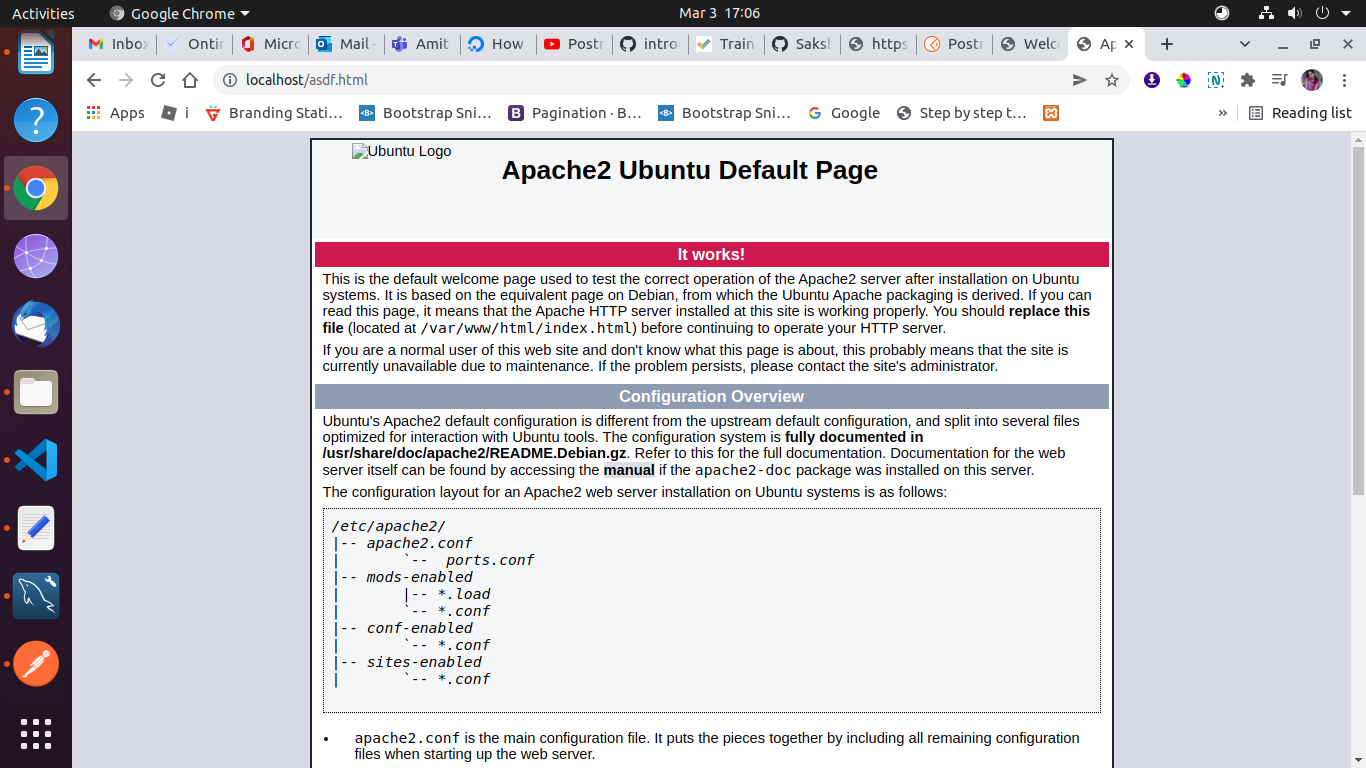 Activities Google Chrome Mar 3 17:06
Inbox Ontir Micro Mail - Amit How Postr intro Train Saksh https Postr Welco Ap
localhost/asdf.html
Apps i Branding Stati… Bootstrap Sni… Pagination · B… Bootstrap Sni… Google Step by step t… » Reading list
Ubuntu Logo
Apache2 Ubuntu Default Page
It works!
This is the default welcome page used to test the correct operation of the Apache2 server after installation on Ubuntu
systems. It is based on the equivalent page on Debian, from which the Ubuntu Apache packaging is derived. If you can
read this page, it means that the Apache HTTP server installed at this site is working properly. You should replace this
file (located at /var/www/html/index.html) before continuing to operate your HTTP server.
If you are a normal user of this web site and don't know what this page is about, this probably means that the site is
currently unavailable due to maintenance. If the problem persists, please contact the site's administrator.
Configuration Overview
Ubuntu's Apache2 default configuration is different from the upstream default configuration, and split into several files
optimized for interaction with Ubuntu tools. The configuration system is fully documented in
/usr/share/doc/apache2/README.Debian.gz. Refer to this for the full documentation. Documentation for the web
server itself can be found by accessing the manual if the apache2-doc package was installed on this server.
The configuration layout for an Apache2 web server installation on Ubuntu systems is as follows:
/etc/apache2/
|-- apache2.conf
|       `--  ports.conf
|-- mods-enabled
|       |-- *.load
|       `-- *.conf
|-- conf-enabled
|       `-- *.conf
|-- sites-enabled
|       `-- *.conf
• apache2.conf is the main configuration file. It puts the pieces together by including all remaining configuration
files when starting up the web server.